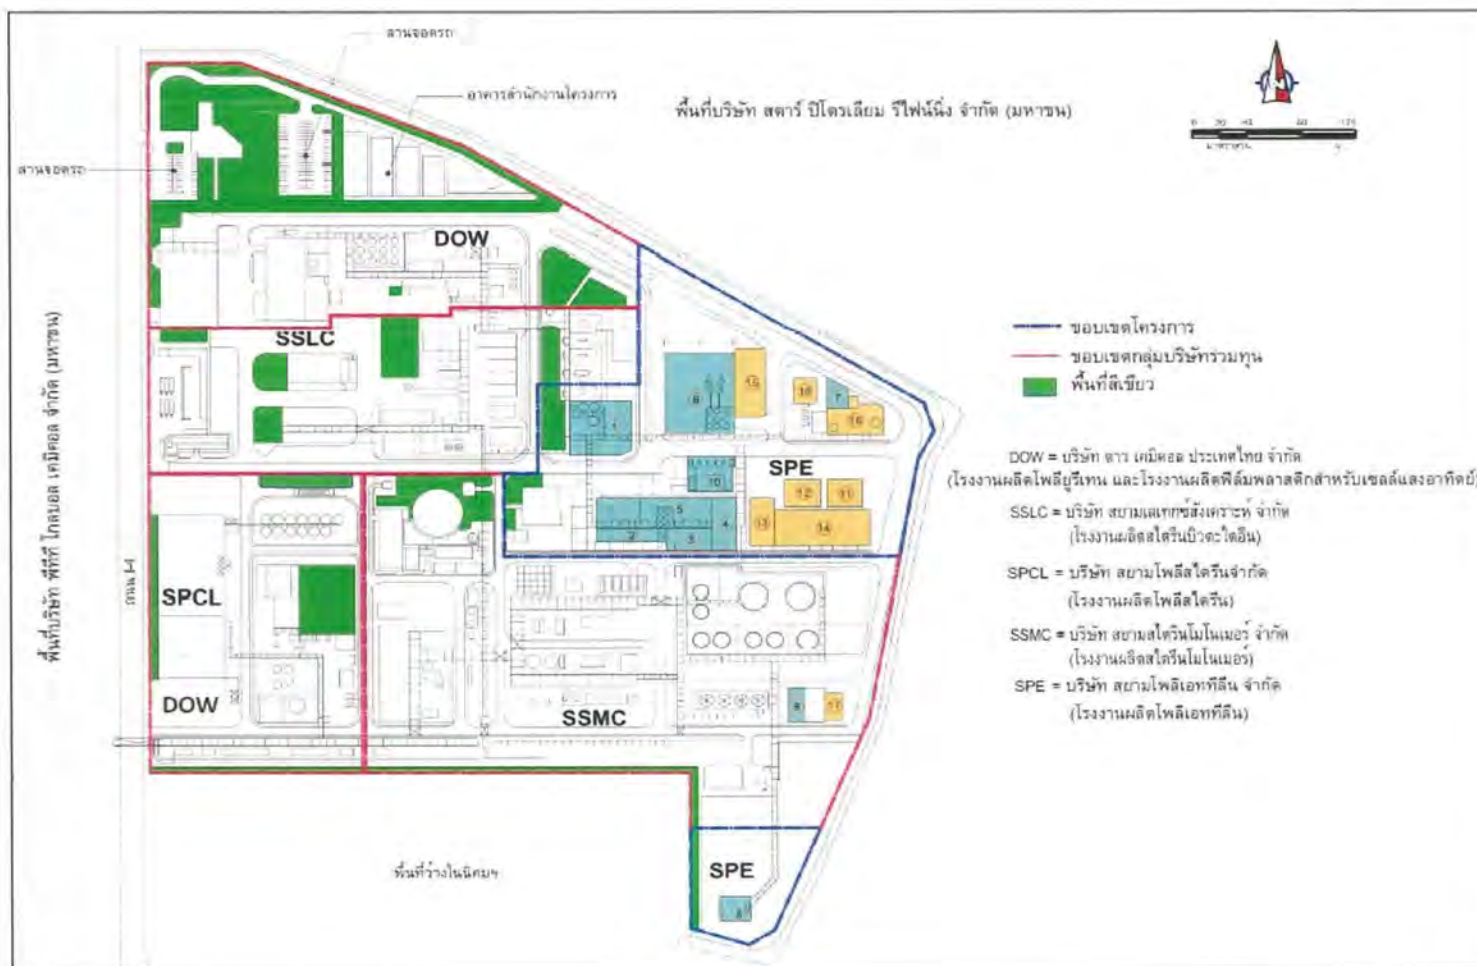 ลานจอดรถ
อาคารสำนักงานโครงการ
พื้นที่บริษัท สตาร์ ปิโตรเลียม รีไฟน์นิ่ง จำกัด (มหาชน)
ลานจอดรถ
DOW
SSLC
SPE
SPCL
DOW
SSMC
SPE
ถนน I-4
พื้นที่บริษัท พีทีที โกลบอล เคมิคอล จำกัด (มหาชน)
พื้นที่ว่างในนิคมฯ
ขอบเขตโครงการ
ขอบเขตกลุ่มบริษัทร่วมทุน
พื้นที่สีเขียว
DOW = บริษัท ดาว เคมิคอล ประเทศไทย จำกัด
(โรงงานผลิตโพลียูรีเทน และโรงงานผลิตฟิล์มพลาสติกสำหรับเซลล์แสงอาทิตย์)
SSLC = บริษัท สยามเลเทกซ์สังเคราะห์ จำกัด
(โรงงานผลิตสไตรีนบิวตะไดอีน)
SPCL = บริษัท สยามโพลีสไตรีนจำกัด
(โรงงานผลิตโพลีสไตรีน)
SSMC = บริษัท สยามสไตรีนโมโนเมอร์ จำกัด
(โรงงานผลิตสไตรีนโมโนเมอร์)
SPE = บริษัท สยามโพลิเอททีลีน จำกัด
(โรงงานผลิตโพลิเอททีลีน)
1
15
7
16
10
12
11
5
4
13
14
2
3
17